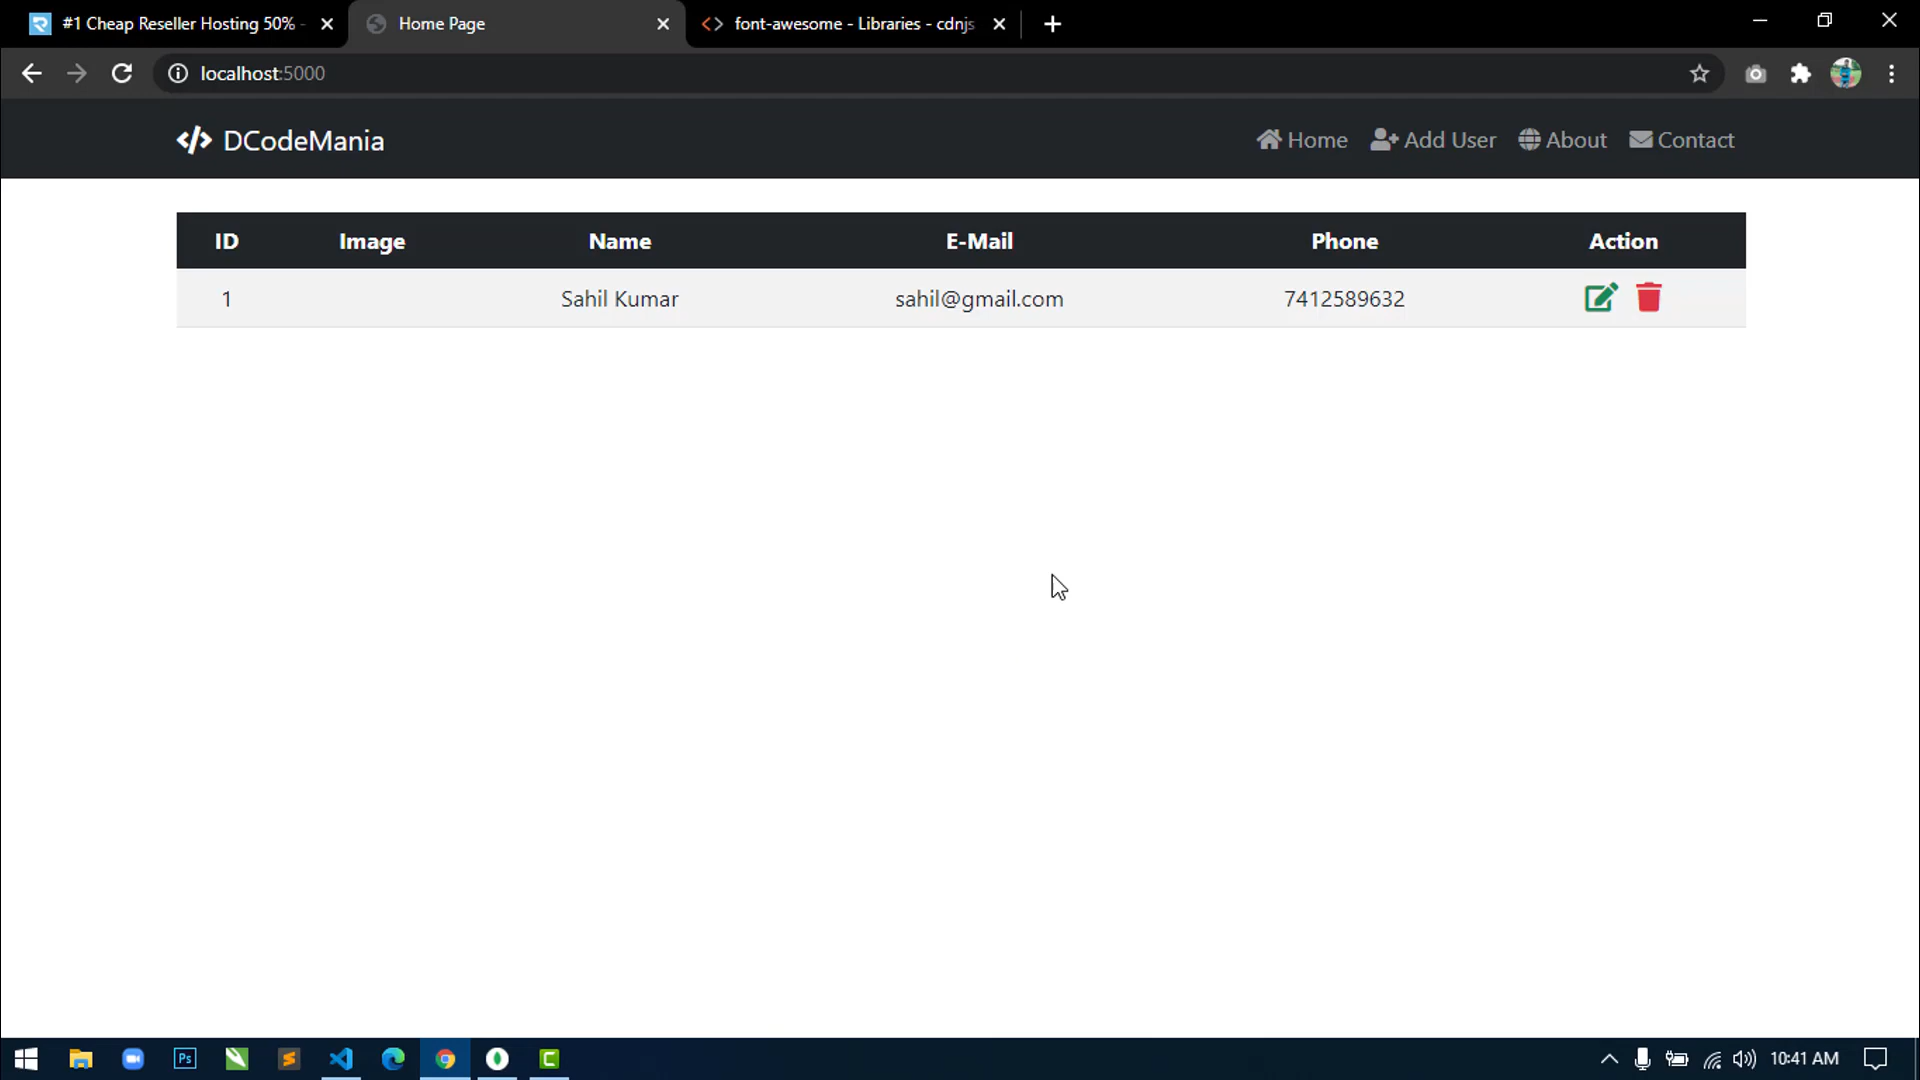 #1 Cheap Reseller Hosting 50% -
Home Page
font-awesome - Libraries - cdnjs
localhost:5000
DCodeMania
Home Add User About Contact
ID Image Name E-Mail Phone Action
1 Sahil Kumar sahil@gmail.com 7412589632
Ps
10:41 AM